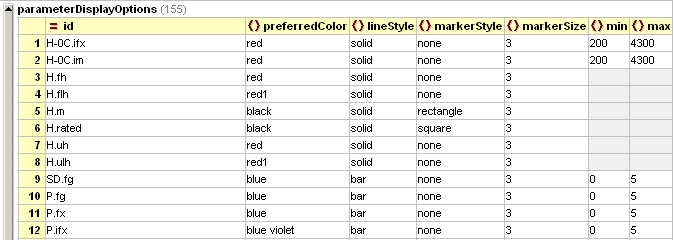 parameterDisplayOptions (155)
= id {} preferredColor {} lineStyle {} markerStyle {} markerSize {} min {} max
1 H-0C.ifx red solid none 3 200 4300
2 H-0C.im red solid none 3 200 4300
3 H.fh red solid none 3
4 H.flh red1 solid none 3
5 H.m black solid rectangle 3
6 H.rated black solid square 3
7 H.uh red solid none 3
8 H.ulh red1 solid none 3
9 SD.fg blue bar none 3 0 5
10 P.fg blue bar none 3 0 5
11 P.fx blue bar none 3 0 5
12 P.ifx blue violet bar none 3 0 5